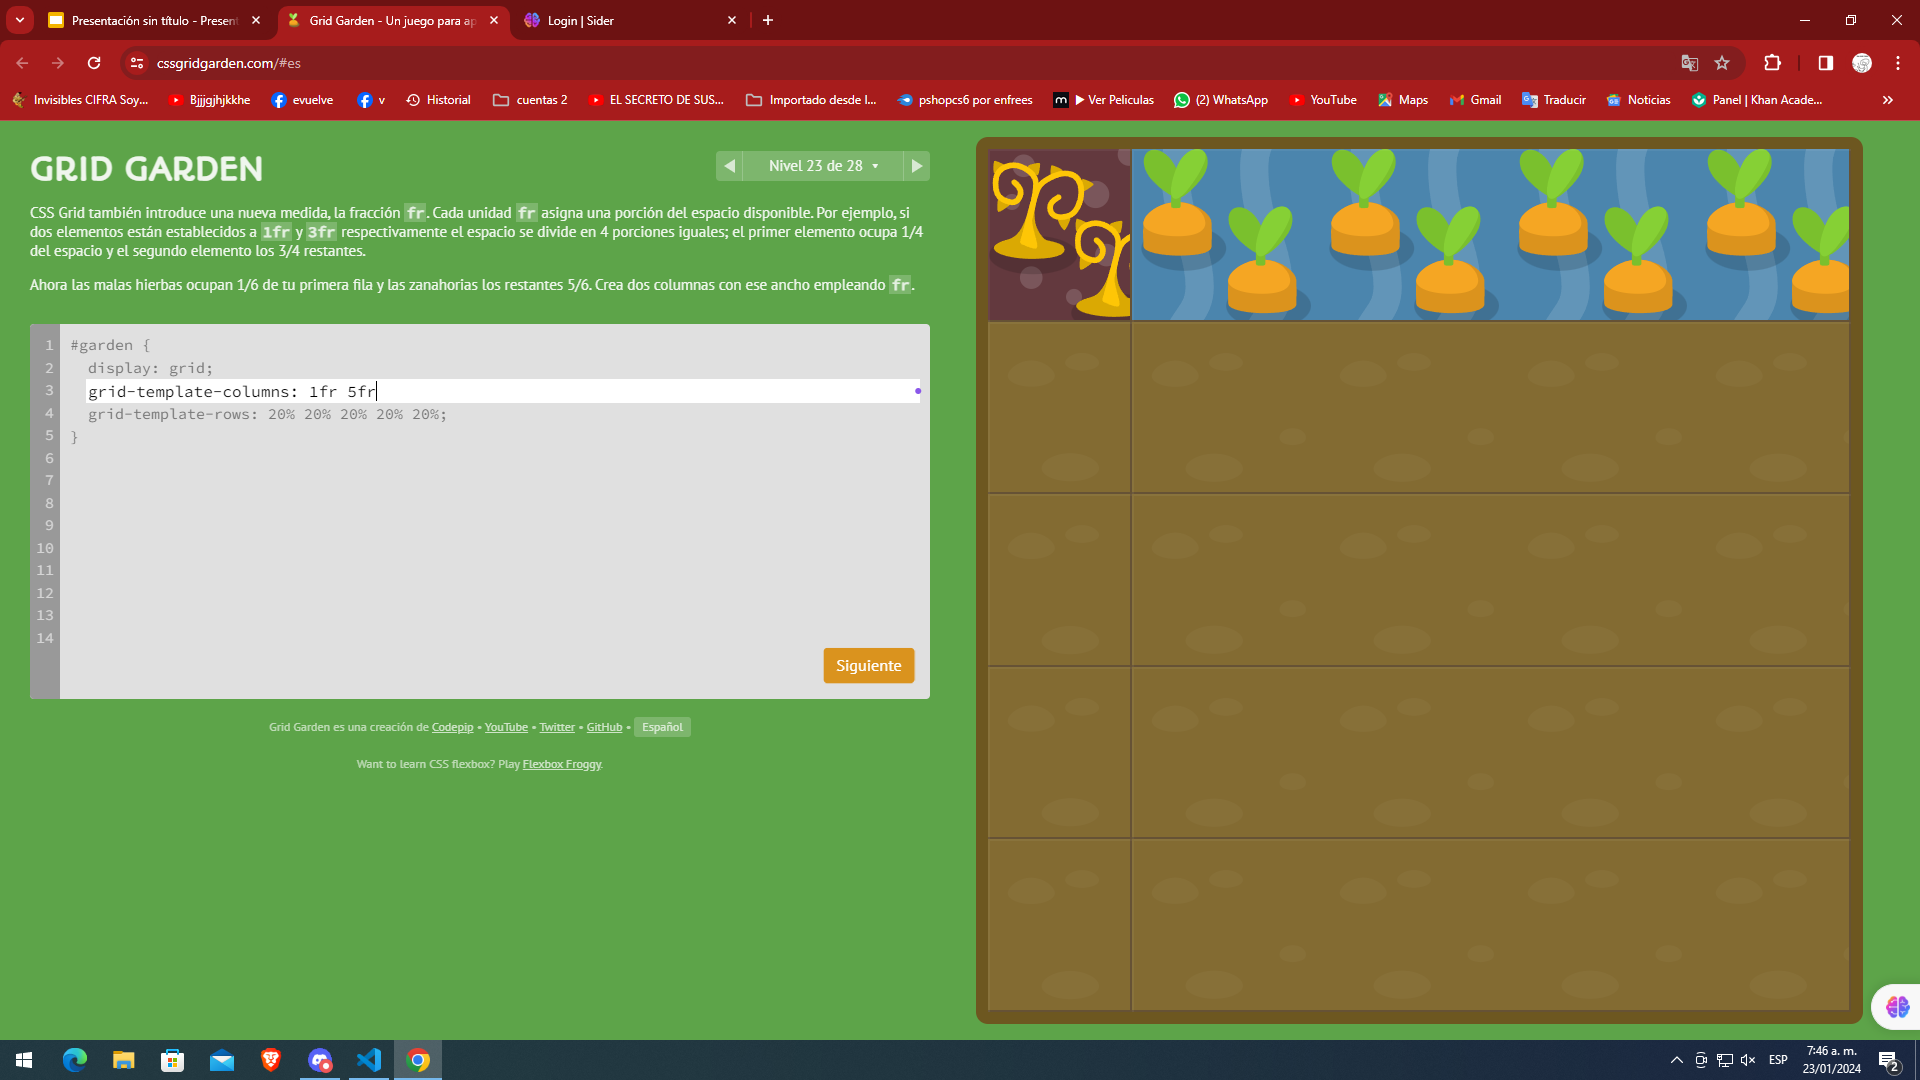 Presentación sin título - Present
Grid Garden - Un juego para ap
Login | Sider
cssgridgarden.com/#es
Invisibles CIFRA Soy...
Bjjjgjhjkkhe
evuelve
v
Historial
cuentas 2
EL SECRETO DE SUS...
Importado desde l...
pshopcs6 por enfrees
m
▶ Ver Peliculas
(2) WhatsApp
YouTube
Maps
Gmail
Traducir
Noticias
Panel | Khan Acade...
»
GRID GARDEN
Nivel 23 de 28
CSS Grid también introduce una nueva medida, la fracción fr. Cada unidad fr asigna una porción del espacio disponible. Por ejemplo, si
dos elementos están establecidos a 1fr y 3fr respectivamente el espacio se divide en 4 porciones iguales; el primer elemento ocupa 1/4
del espacio y el segundo elemento los 3/4 restantes.
Ahora las malas hierbas ocupan 1/6 de tu primera fila y las zanahorias los restantes 5/6. Crea dos columnas con ese ancho empleando fr.
1 #garden {
2 display: grid;
3 grid-template-columns: 1fr 5fr
4 grid-template-rows: 20% 20% 20% 20% 20%;
5 }
6
7
8
9
10
11
12
13
14
Siguiente
Grid Garden es una creación de Codepip • YouTube • Twitter • GitHub • Español
Want to learn CSS flexbox? Play Flexbox Froggy.
ESP
7:46 a. m.
23/01/2024
2